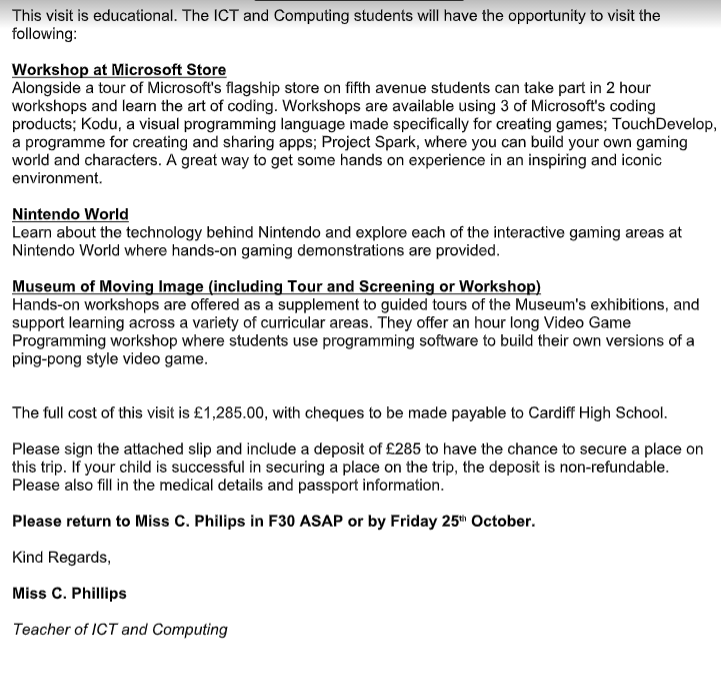 This visit is educational. The ICT and Computing students will have the opportunity to visit the
following:
Workshop at Microsoft Store
Alongside a tour of Microsoft's flagship store on fifth avenue students can take part in 2 hour
workshops and learn the art of coding. Workshops are available using 3 of Microsoft's coding
products; Kodu, a visual programming language made specifically for creating games; TouchDevelop,
a programme for creating and sharing apps; Project Spark, where you can build your own gaming
world and characters. A great way to get some hands on experience in an inspiring and iconic
environment.
Nintendo World
Learn about the technology behind Nintendo and explore each of the interactive gaming areas at
Nintendo World where hands-on gaming demonstrations are provided.
Museum of Moving Image (including Tour and Screening or Workshop)
Hands-on workshops are offered as a supplement to guided tours of the Museum's exhibitions, and
support learning across a variety of curricular areas. They offer an hour long Video Game
Programming workshop where students use programming software to build their own versions of a
ping-pong style video game.
The full cost of this visit is £1,285.00, with cheques to be made payable to Cardiff High School.
Please sign the attached slip and include a deposit of £285 to have the chance to secure a place on
this trip. If your child is successful in securing a place on the trip, the deposit is non-refundable.
Please also fill in the medical details and passport information.
Please return to Miss C. Philips in F30 ASAP or by Friday 25th October.
Kind Regards,
Miss C. Phillips
Teacher of ICT and Computing